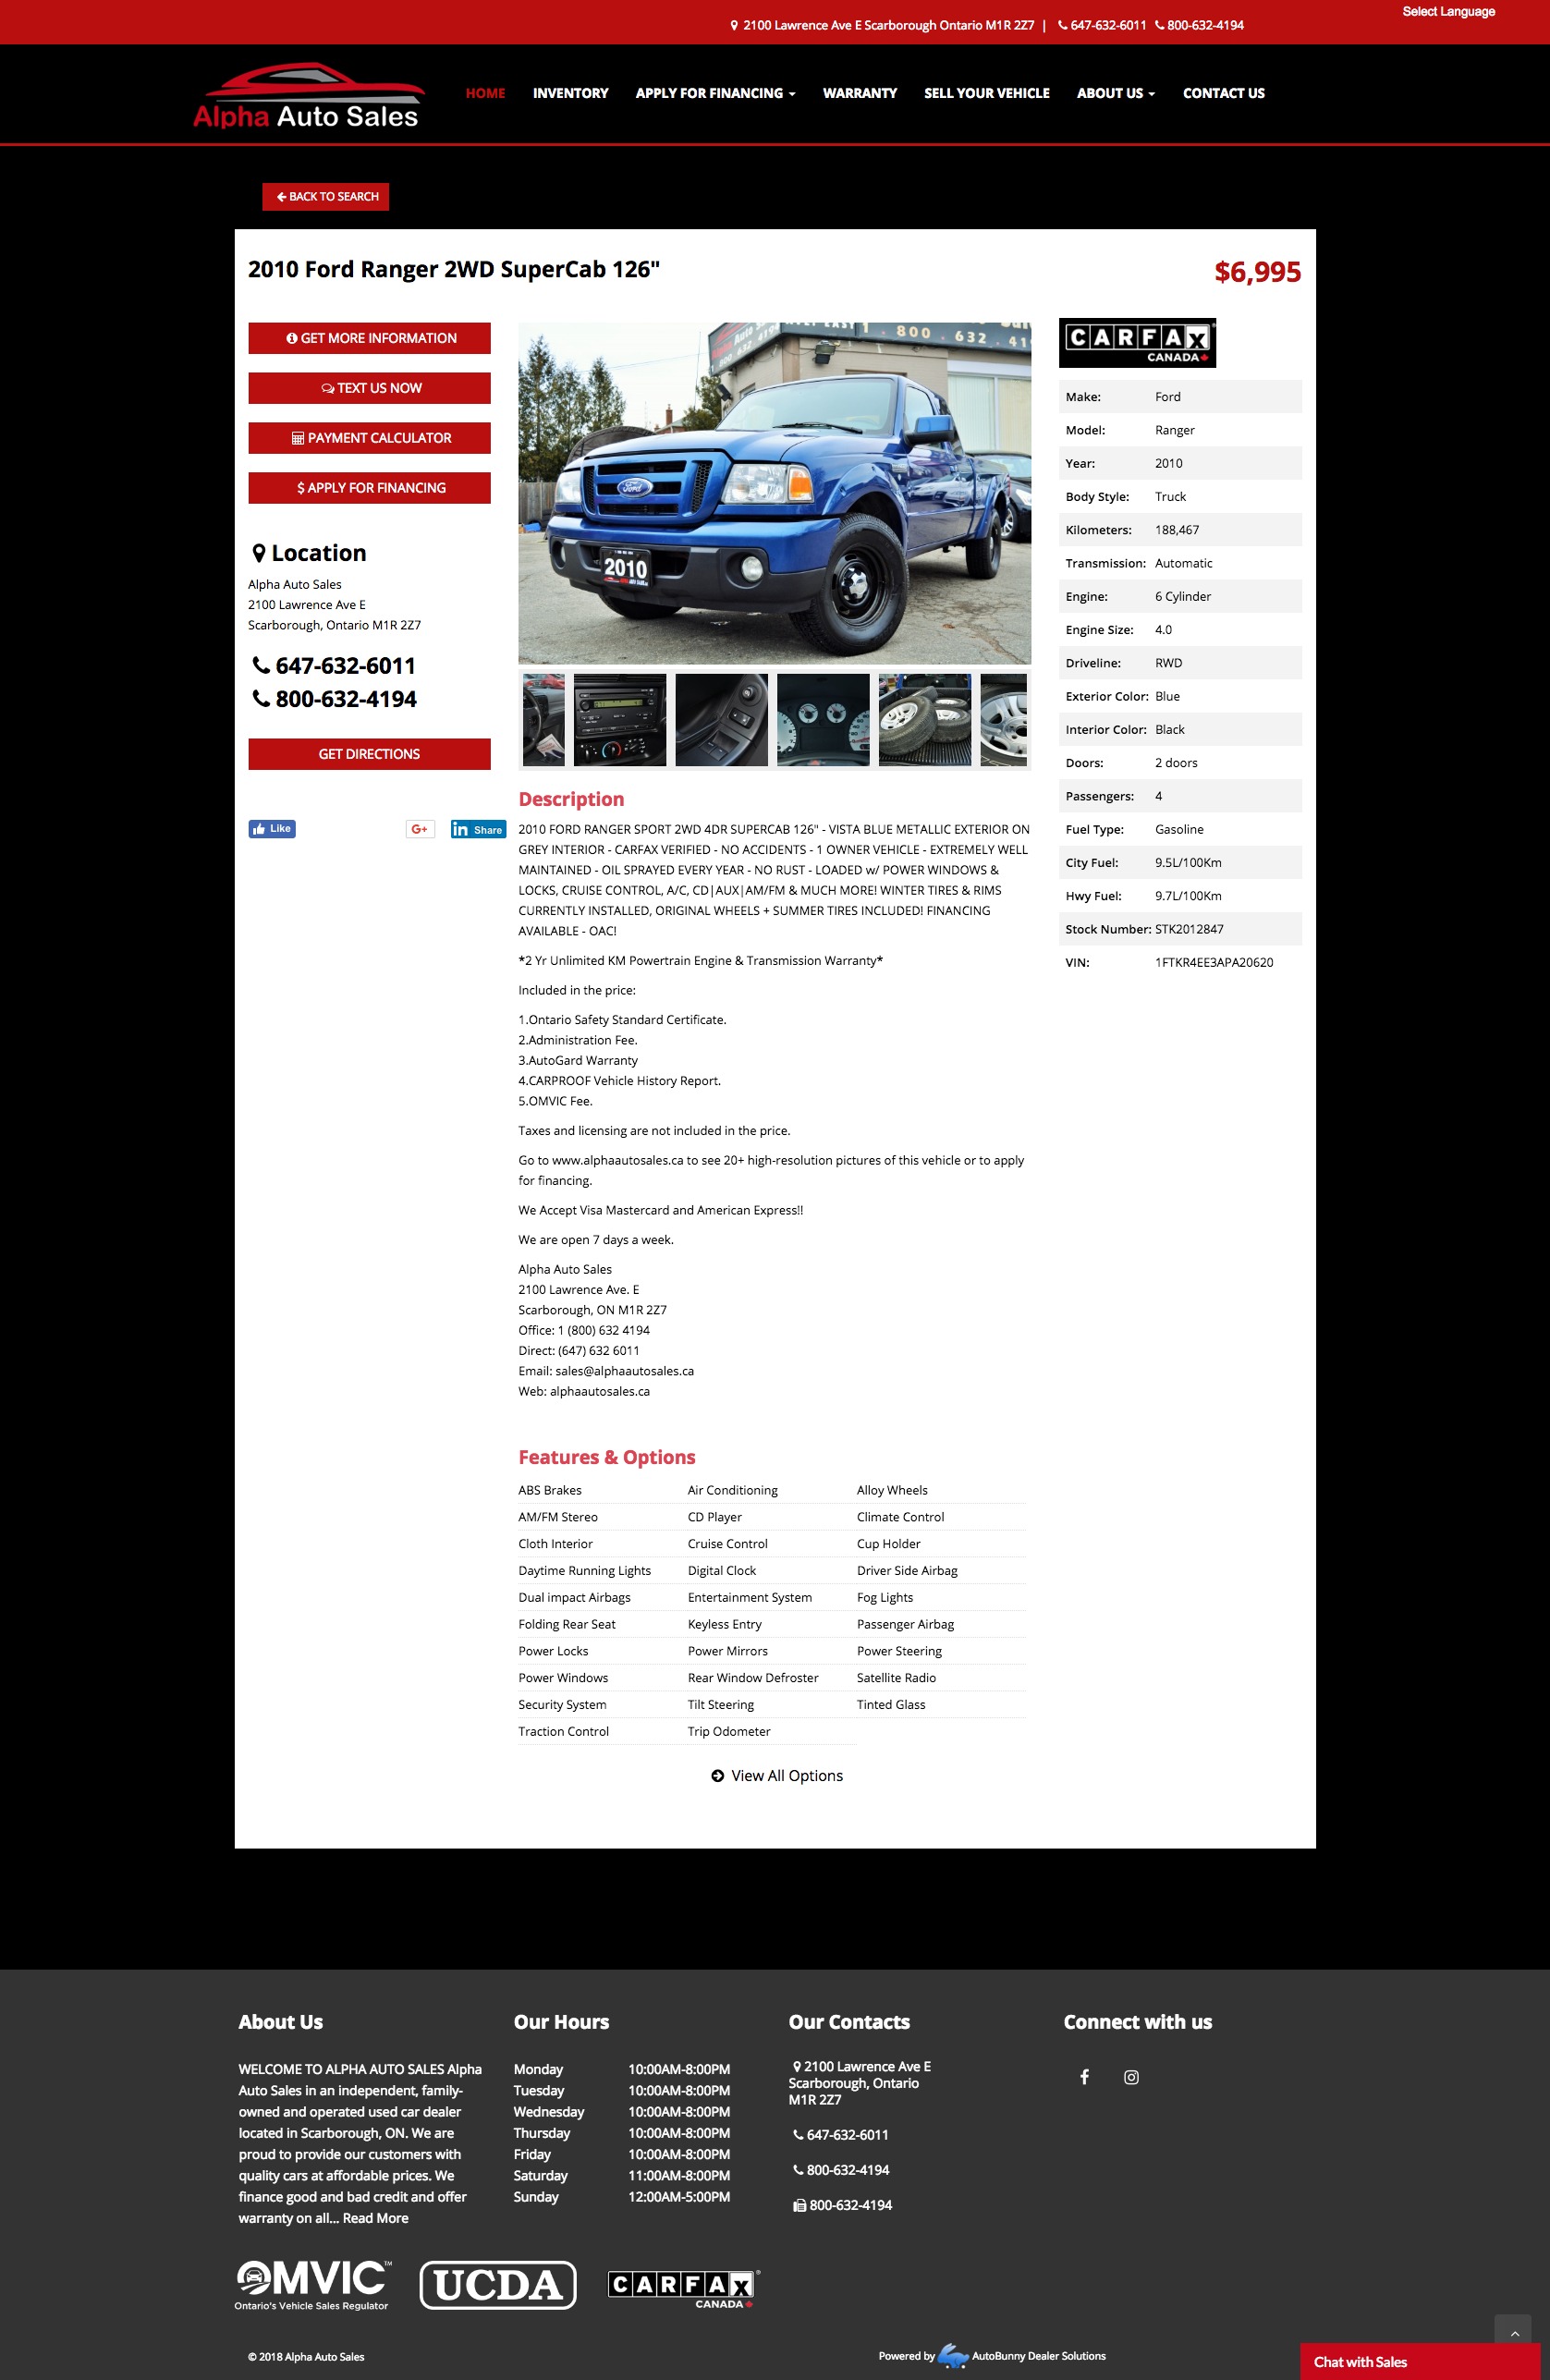 Select Language
2100 Lawrence Ave E Scarborough Ontario M1R 2Z7 | 647-632-6011 800-632-4194
Alpha Auto Sales
HOME INVENTORY APPLY FOR FINANCING WARRANTY SELL YOUR VEHICLE ABOUT US CONTACT US
BACK TO SEARCH
2010 Ford Ranger 2WD SuperCab 126"
$6,995
GET MORE INFORMATION
TEXT US NOW
PAYMENT CALCULATOR
$ APPLY FOR FINANCING
Location
Alpha Auto Sales
2100 Lawrence Ave E
Scarborough, Ontario M1R 2Z7
647-632-6011
800-632-4194
GET DIRECTIONS
Like
G+
in Share
1 . 800 . 632 . 4
Ford
2010
Description
2010 FORD RANGER SPORT 2WD 4DR SUPERCAB 126" - VISTA BLUE METALLIC EXTERIOR ON
GREY INTERIOR - CARFAX VERIFIED - NO ACCIDENTS - 1 OWNER VEHICLE - EXTREMELY WELL
MAINTAINED - OIL SPRAYED EVERY YEAR - NO RUST - LOADED w/ POWER WINDOWS &
LOCKS, CRUISE CONTROL, A/C, CD|AUX|AM/FM & MUCH MORE! WINTER TIRES & RIMS
CURRENTLY INSTALLED, ORIGINAL WHEELS + SUMMER TIRES INCLUDED! FINANCING
AVAILABLE - OAC!
*2 Yr Unlimited KM Powertrain Engine & Transmission Warranty*
Included in the price:
1.Ontario Safety Standard Certificate.
2.Administration Fee.
3.AutoGard Warranty
4.CARPROOF Vehicle History Report.
5.OMVIC Fee.
Taxes and licensing are not included in the price.
Go to www.alphaautosales.ca to see 20+ high-resolution pictures of this vehicle or to apply
for financing.
We Accept Visa Mastercard and American Express!!
We are open 7 days a week.
Alpha Auto Sales
2100 Lawrence Ave. E
Scarborough, ON M1R 2Z7
Office: 1 (800) 632 4194
Direct: (647) 632 6011
Email: sales@alphaautosales.ca
Web: alphaautosales.ca
Features & Options
ABS Brakes Air Conditioning Alloy Wheels
AM/FM Stereo CD Player Climate Control
Cloth Interior Cruise Control Cup Holder
Daytime Running Lights Digital Clock Driver Side Airbag
Dual impact Airbags Entertainment System Fog Lights
Folding Rear Seat Keyless Entry Passenger Airbag
Power Locks Power Mirrors Power Steering
Power Windows Rear Window Defroster Satellite Radio
Security System Tilt Steering Tinted Glass
Traction Control Trip Odometer
View All Options
CARFAX
CANADA
Make: Ford
Model: Ranger
Year: 2010
Body Style: Truck
Kilometers: 188,467
Transmission: Automatic
Engine: 6 Cylinder
Engine Size: 4.0
Driveline: RWD
Exterior Color: Blue
Interior Color: Black
Doors: 2 doors
Passengers: 4
Fuel Type: Gasoline
City Fuel: 9.5L/100Km
Hwy Fuel: 9.7L/100Km
Stock Number: STK2012847
VIN: 1FTKR4EE3APA20620
About Us
WELCOME TO ALPHA AUTO SALES Alpha
Auto Sales in an independent, family-
owned and operated used car dealer
located in Scarborough, ON. We are
proud to provide our customers with
quality cars at affordable prices. We
finance good and bad credit and offer
warranty on all... Read More
Our Hours
Monday 10:00AM-8:00PM
Tuesday 10:00AM-8:00PM
Wednesday 10:00AM-8:00PM
Thursday 10:00AM-8:00PM
Friday 10:00AM-8:00PM
Saturday 11:00AM-8:00PM
Sunday 12:00AM-5:00PM
Our Contacts
2100 Lawrence Ave E
Scarborough, Ontario
M1R 2Z7
647-632-6011
800-632-4194
800-632-4194
Connect with us
OMVIC™
Ontario's Vehicle Sales Regulator
UCDA
CARFAX®
CANADA
© 2018 Alpha Auto Sales
Powered by AutoBunny Dealer Solutions
Chat with Sales